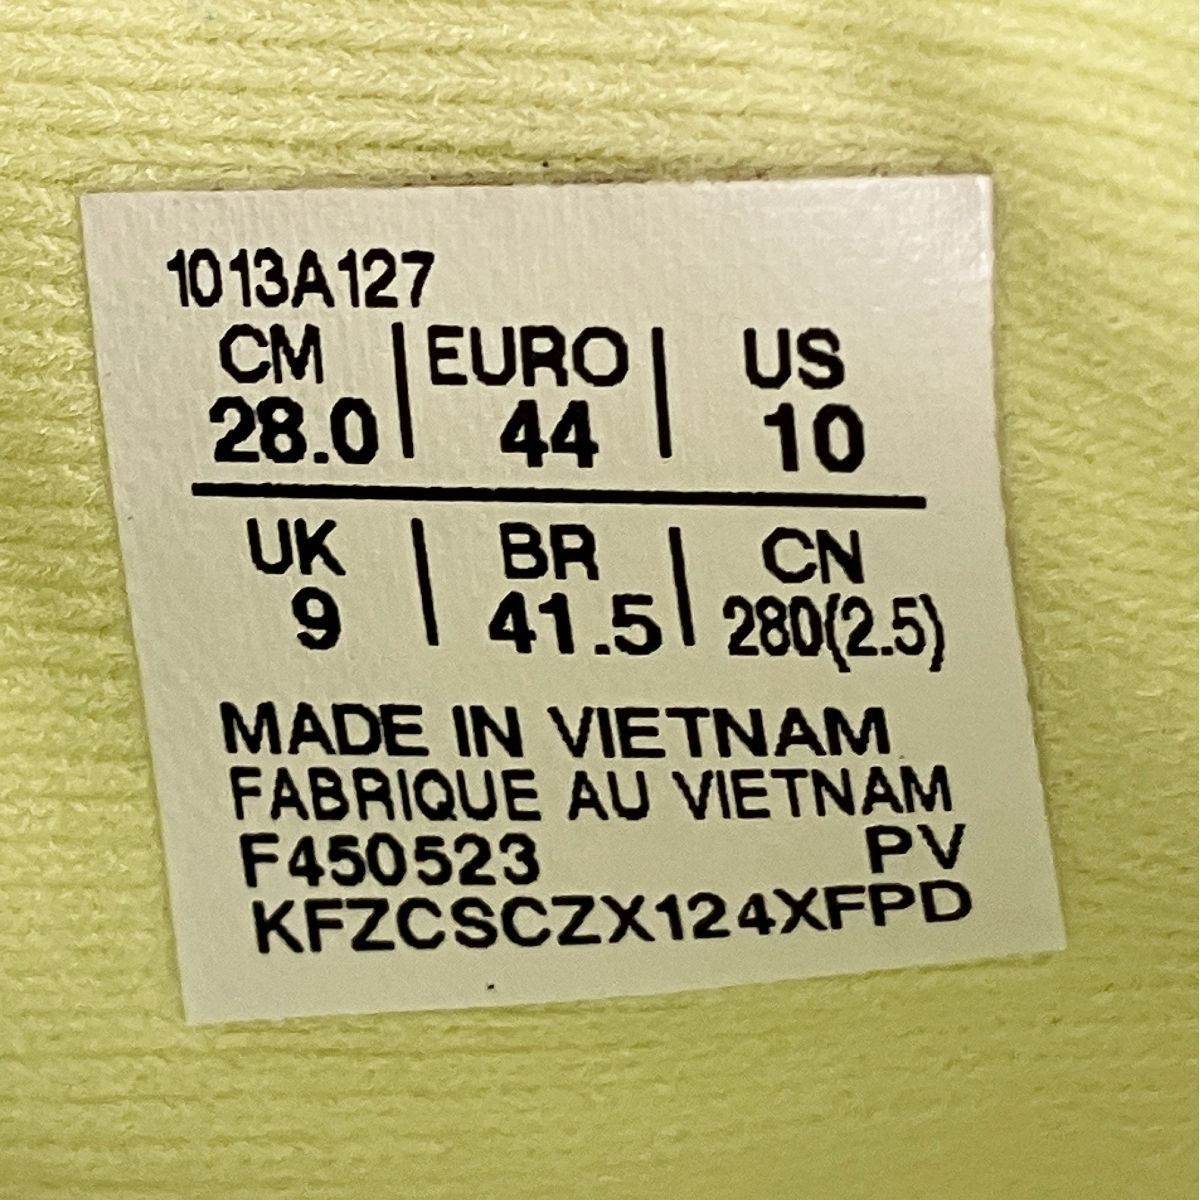 1013A127
CM | EURO | US
28.0 | 44 | 10
UK | BR | CN
9 | 41.5 | 280(2.5)
MADE IN VIETNAM
FABRIQUE AU VIETNAM
F450523 PV
KFZCSCZX124XFPD